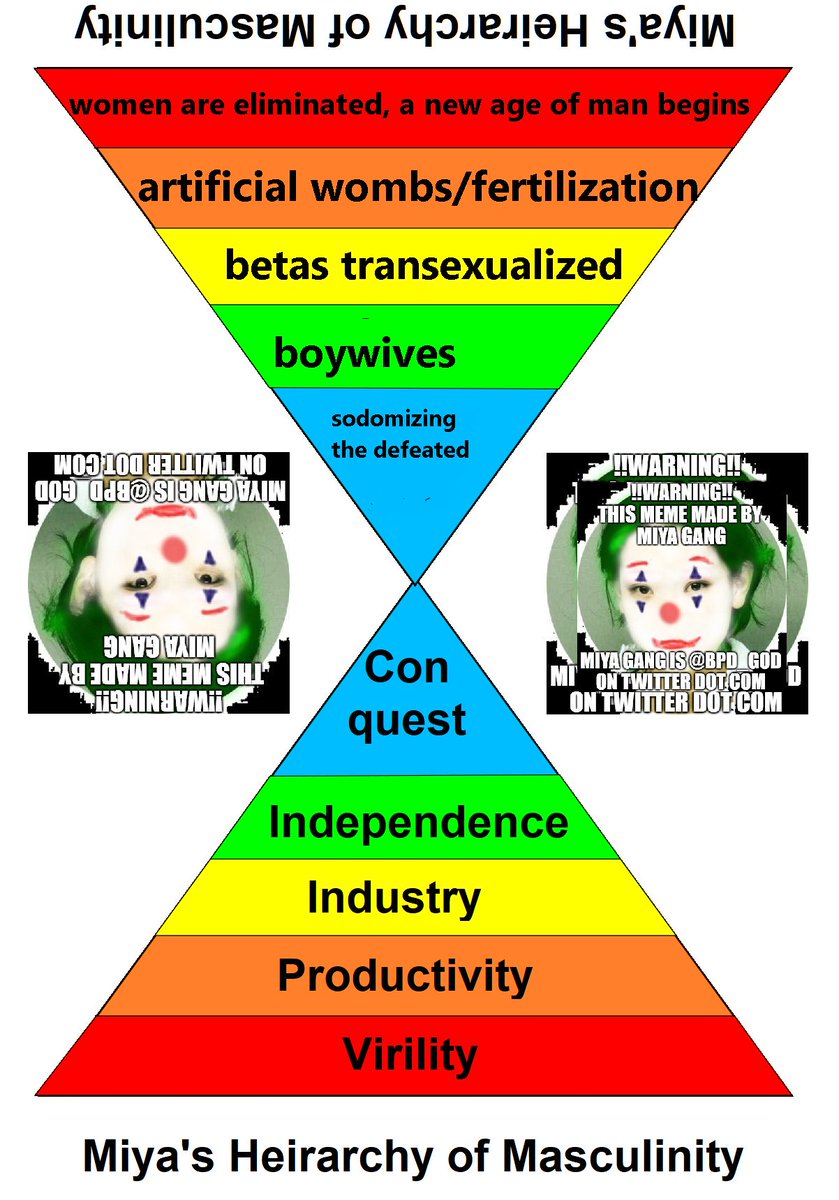 Miya's Heirarchy of Masculinity
women are eliminated, a new age of man begins
artificial wombs/fertilization
betas transexualized
boywives
sodomizing
the defeated
ON TWITTER DOT.COM
MIYA GANG IS @BPD_GOD
MIYA GANG
THIS MEME MADE BY
!!WARNING!!
!!WARNING!!
!!WARNING!!
THIS MEME MADE BY
MIYA GANG
MIYA GANG IS @BPD_GOD
MI D
ON TWITTER DOT.COM
ON TWITTER DOT.COM
Con
quest
Independence
Industry
Productivity
Virility
Miya's Heirarchy of Masculinity